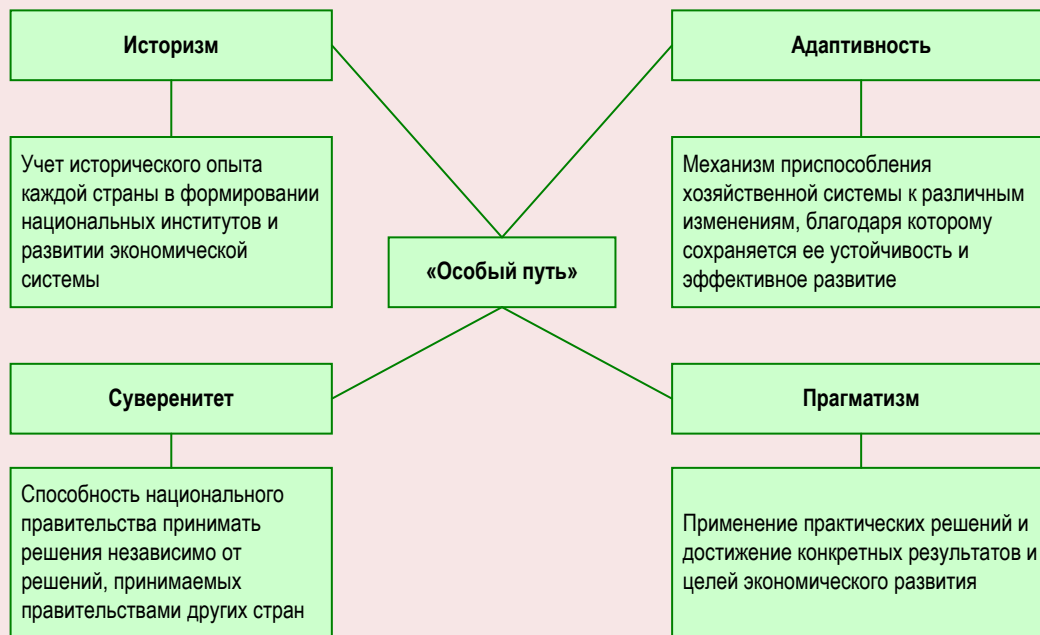 Историзм
Адаптивность
Учет исторического опыта
каждой страны в формировании
национальных институтов и
развитии экономической
системы
Механизм приспособления
хозяйственной системы к различным
изменениям, благодаря которому
сохраняется ее устойчивость и
эффективное развитие
«Особый путь»
Суверенитет
Прагматизм
Способность национального
правительства принимать
решения независимо от
решений, принимаемых
правительствами других стран
Применение практических решений и
достижение конкретных результатов и
целей экономического развития